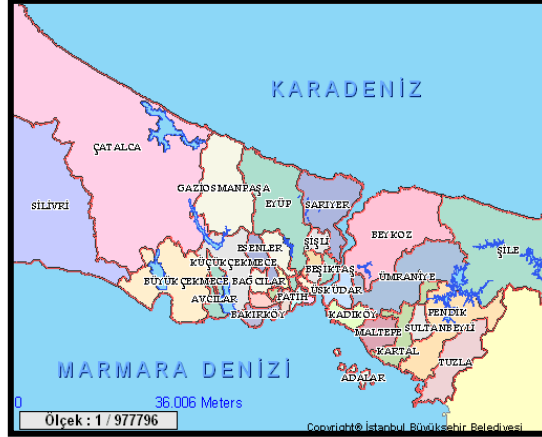 KARADENİZ
ÇATALCA
GAZİOSMANPAŞA
SİLİVRİ
EYÜP
SARIYER
BEYKOZ
ŞİŞLİ
ESENLER
ŞİLE
KÜÇÜKÇEKMECE
BEŞİKTAŞ
ÜMRANİYE
BÜYÜKÇEKMECE
BAĞCILAR
ÜSKÜDAR
AVCILAR
FATİH
PENDİK
BAKIRKÖY
KADIKÖY
SULTANBEYLİ
MALTEPE
KARTAL
TUZLA
ADALAR
MARMARA DENİZİ
0 36.006 Meters
Ölçek : 1 / 977796
Copyright® İstanbul Büyükşehir Belediyesi